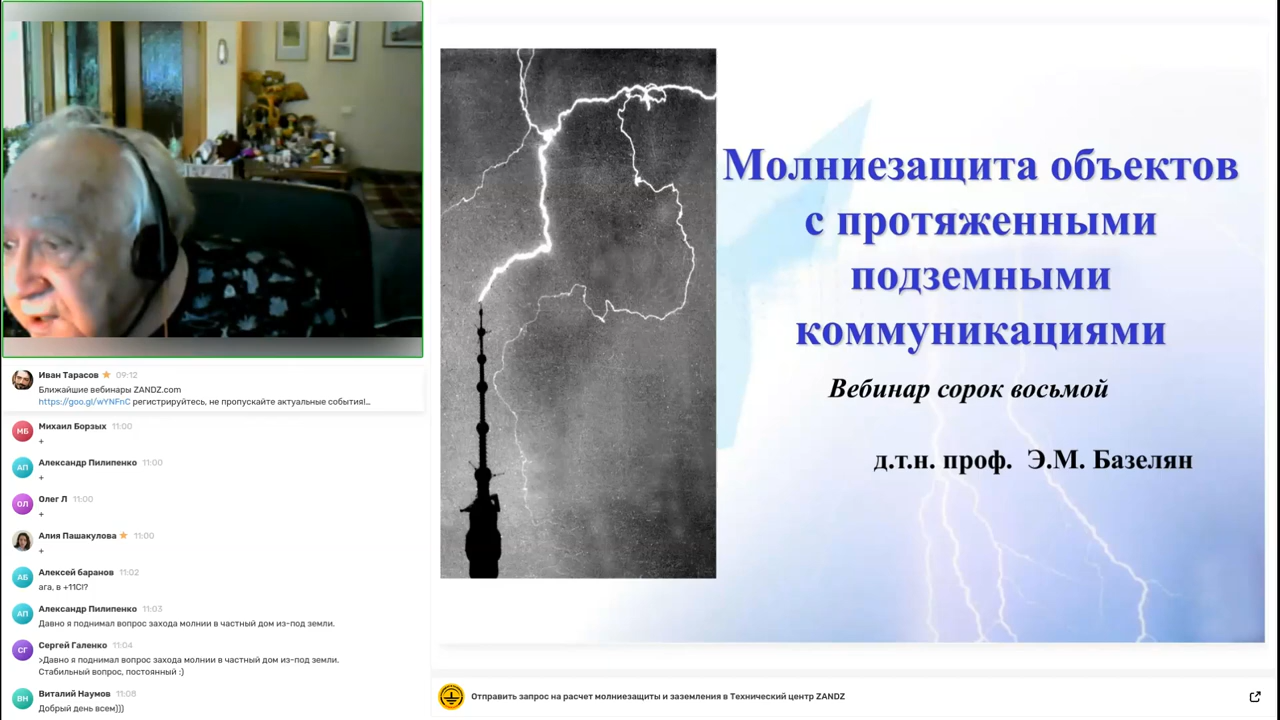 Иван Тарасов 09:12
Ближайшие вебинары ZANDZ.com
https://goo.gl/wYNFnC регистрируйтесь, не пропускайте актуальные события!...
МБ Михаил Борзых 11:00
+
АП Александр Пилипенко 11:00
+
ОЛ Олег Л 11:00
+
Алия Пашакулова 11:00
+
АБ Алексей баранов 11:02
ага, в +11С!?
АП Александр Пилипенко 11:03
Давно я поднимал вопрос захода молнии в частный дом из-под земли.
СГ Сергей Галенко 11:04
>Давно я поднимал вопрос захода молнии в частный дом из-под земли.
Стабильный вопрос, постоянный :)
ВН Виталий Наумов 11:08
Добрый день всем)))
Молниезащита объектов
с протяженными
подземными
коммуникациями
Вебинар сорок восьмой
д.т.н. проф. Э.М. Базелян
Отправить запрос на расчет молниезащиты и заземления в Технический центр ZANDZ